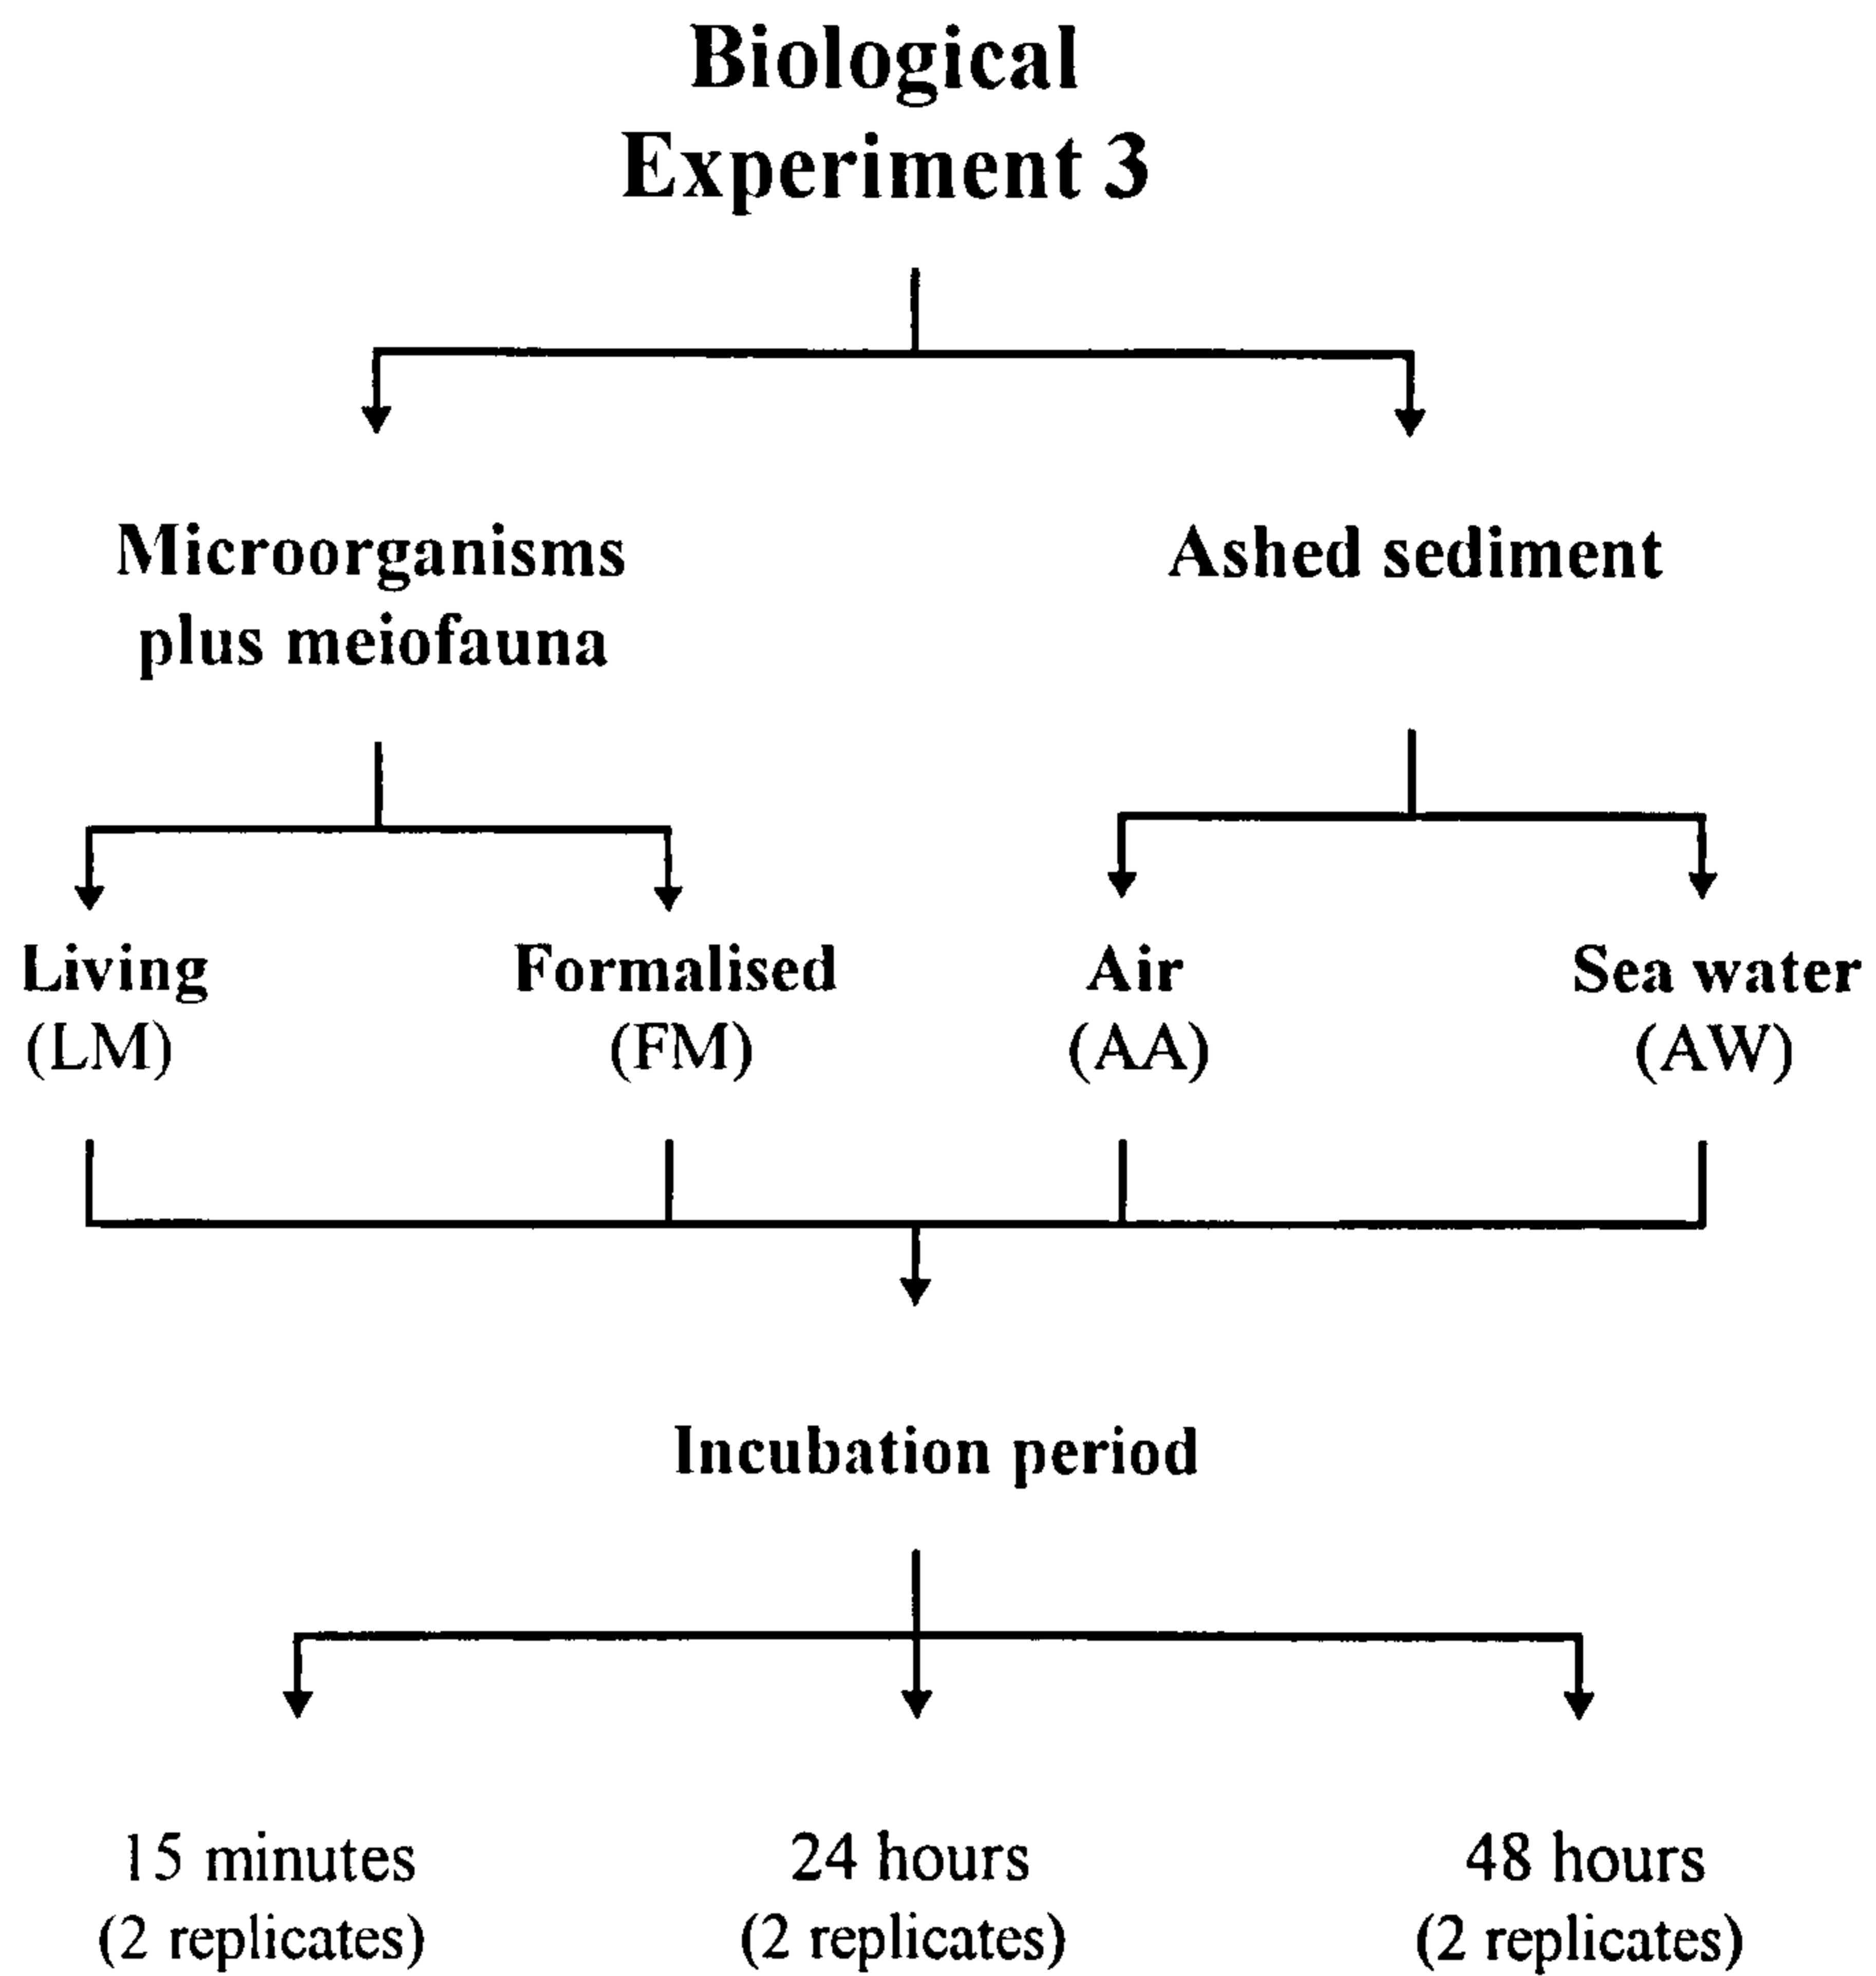 Biological
Experiment 3
Microorganisms
plus meiofauna
Ashed sediment
Living
(LM)
Formalised
(FM)
Air
(AA)
Sea water
(AW)
Incubation period
15 minutes
(2 replicates)
24 hours
(2 replicates)
48 hours
(2 replicates)